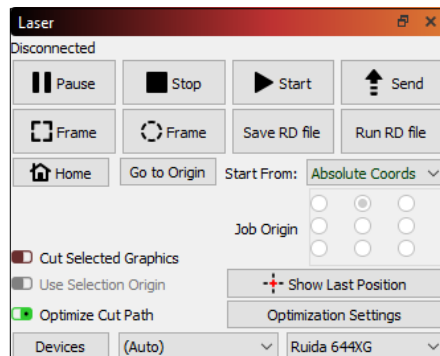 Laser
Disconnected
Pause Stop Start Send
Frame Frame Save RD file Run RD file
Home Go to Origin Start From: Absolute Coords
Job Origin
Cut Selected Graphics
Use Selection Origin Show Last Position
Optimize Cut Path Optimization Settings
Devices (Auto) Ruida 644XG